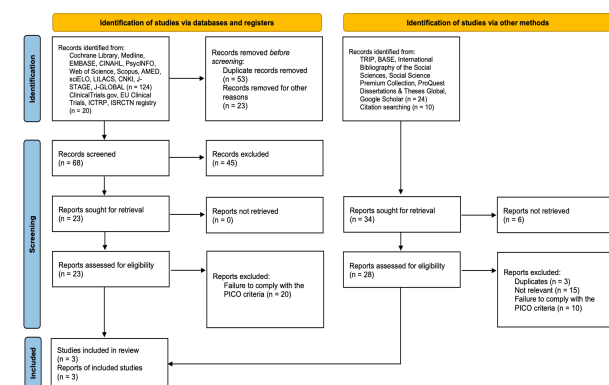 Identification of studies via databases and registers
Identification of studies via other methods
Identification
Records identified from:
Cochrane Library, Medline,
EMBASE, CINAHL, PsycINFO,
Web of Science, Scopus, AMED,
sciELO, LILACS, CNKI, J-
STAGE, J-GLOBAL (n = 124)
ClinicalTrials.gov, EU Clinical
Trials, ICTRP, ISRCTN registry
(n = 20)
Records removed before
screening:
Duplicate records removed
(n = 53)
Records removed for other
reasons
(n = 23)
Records identified from:
TRIP, BASE, International
Bibliography of the Social
Sciences, Social Science
Premium Collection, ProQuest
Dissertations & Theses Global,
Google Scholar (n = 24)
Citation searching (n = 10)
Screening
Records screened
(n = 68)
Records excluded
(n = 45)
Reports sought for retrieval
(n = 23)
Reports not retrieved
(n = 0)
Reports sought for retrieval
(n = 34)
Reports not retrieved
(n = 6)
Reports assessed for eligibility
(n = 23)
Reports excluded:
Failure to comply with the
PICO criteria (n = 20)
Reports assessed for eligibility
(n = 28)
Reports excluded:
Duplicates (n = 3)
Not relevant (n = 15)
Failure to comply with the
PICO criteria (n = 10)
Included
Studies included in review
(n = 3)
Reports of included studies
(n = 3)